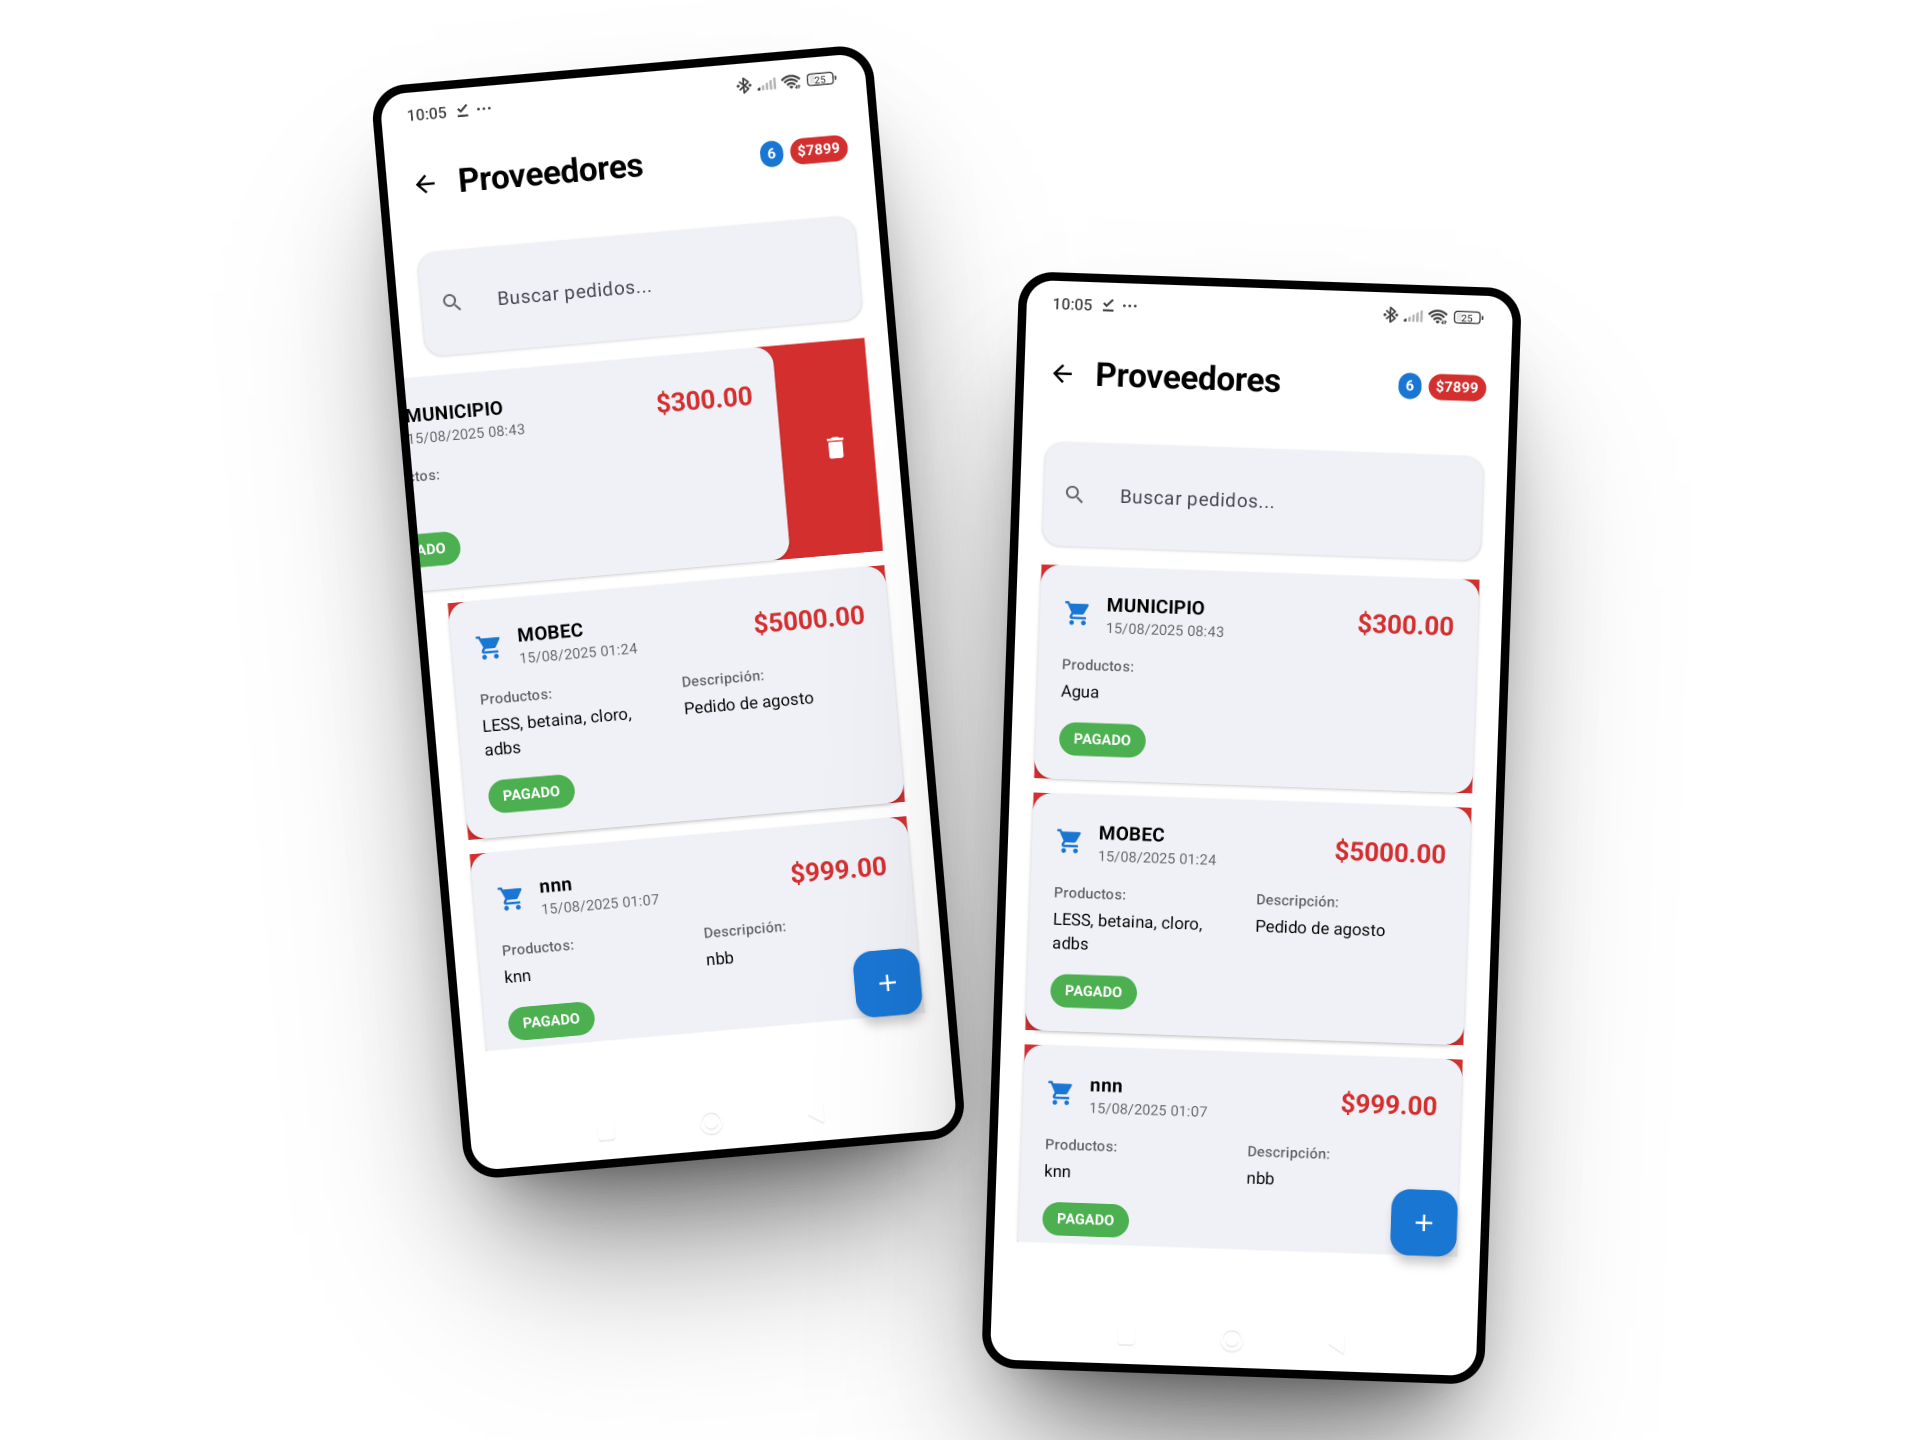 10:05
25
Proveedores
6 $7899
Buscar pedidos...
MUNICIPIO
$300.00
15/08/2025 08:43
ctos:
ADO
MOBEC
$5000.00
15/08/2025 01:24
Productos:
Descripción:
LESS, betaina, cloro,
Pedido de agosto
adbs
PAGADO
nnn
$999.00
15/08/2025 01:07
Productos:
Descripción:
knn
nbb
PAGADO
+
10:05
25
Proveedores
6 $7899
Buscar pedidos...
MUNICIPIO
$300.00
15/08/2025 08:43
Productos:
Agua
PAGADO
MOBEC
$5000.00
15/08/2025 01:24
Productos:
Descripción:
LESS, betaina, cloro,
Pedido de agosto
adbs
PAGADO
nnn
$999.00
15/08/2025 01:07
Productos:
Descripción:
knn
nbb
PAGADO
+